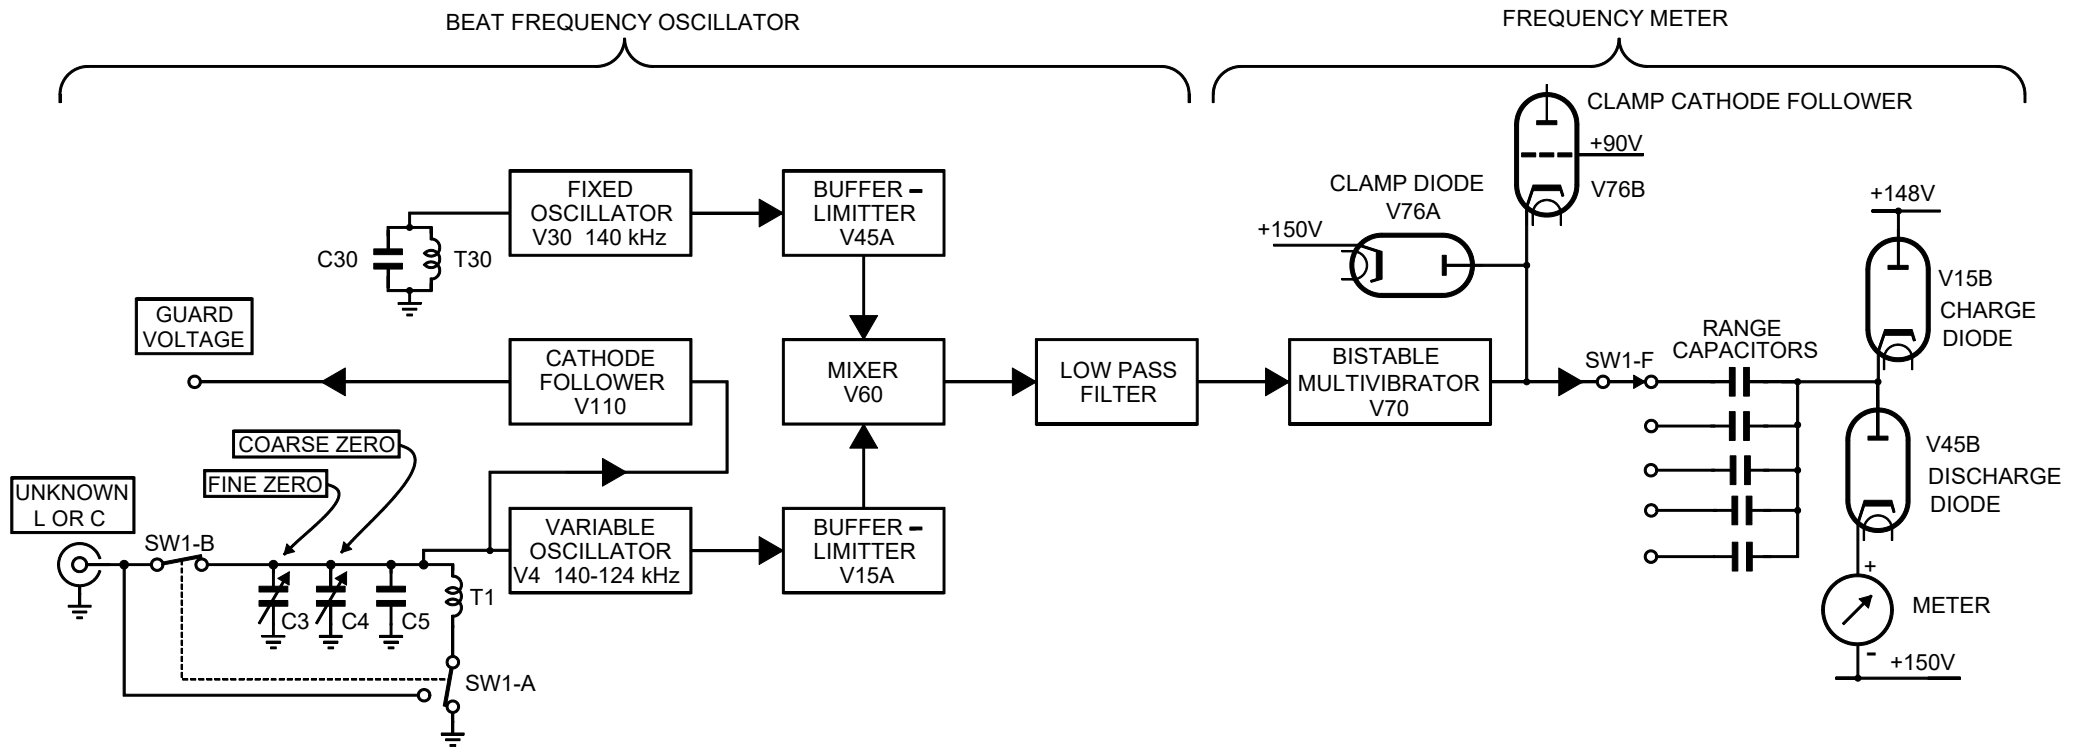 BEAT FREQUENCY OSCILLATOR
FREQUENCY METER
CLAMP CATHODE FOLLOWER
+90V
V76B
CLAMP DIODE
V76A
+150V
+148V
V15B
CHARGE
DIODE
FIXED
OSCILLATOR
V30 140 kHz
BUFFER –
LIMITTER
V45A
C30
T30
GUARD
VOLTAGE
CATHODE
FOLLOWER
V110
MIXER
V60
LOW PASS
FILTER
BISTABLE
MULTIVIBRATOR
V70
SW1-F
RANGE
CAPACITORS
V45B
DISCHARGE
DIODE
COARSE ZERO
FINE ZERO
UNKNOWN
L OR C
SW1-B
VARIABLE
OSCILLATOR
V4 140-124 kHz
BUFFER –
LIMITTER
V15A
C3
C4
C5
T1
SW1-A
+
METER
-
+150V